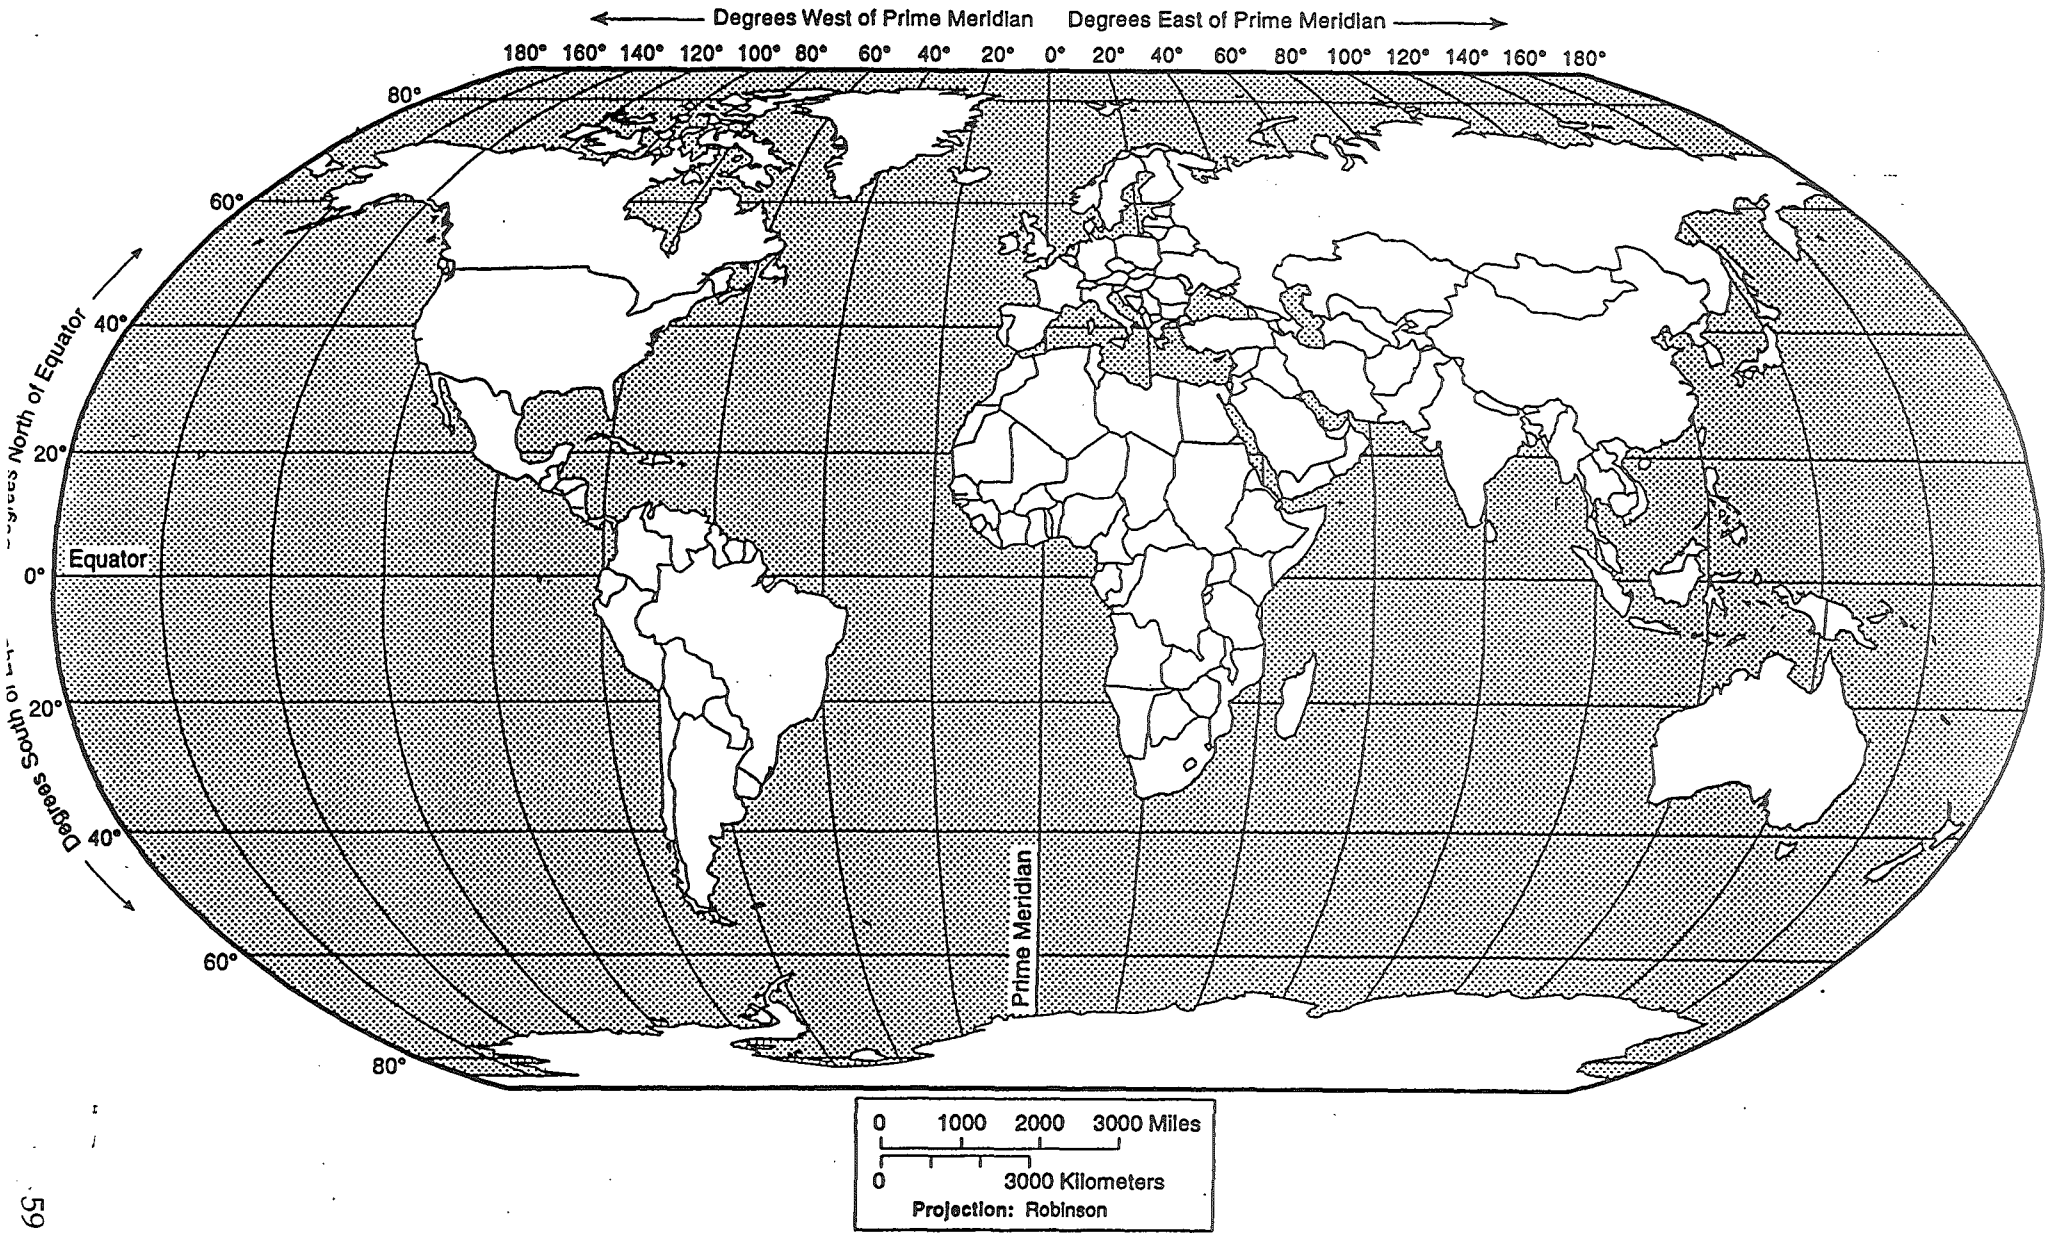 Degrees West of Prime Meridian Degrees East of Prime Meridian
180° 160° 140° 120° 100° 80° 60° 40° 20° 0° 20° 40° 60° 80° 100° 120° 140° 160° 180°
80°
60°
40°
North of Equator
20°
Equator
0°
20°
Degrees South
40°
60°
80°
Prime Meridian
0 1000 2000 3000 Miles
0 3000 Kilometers
Projection: Robinson
59